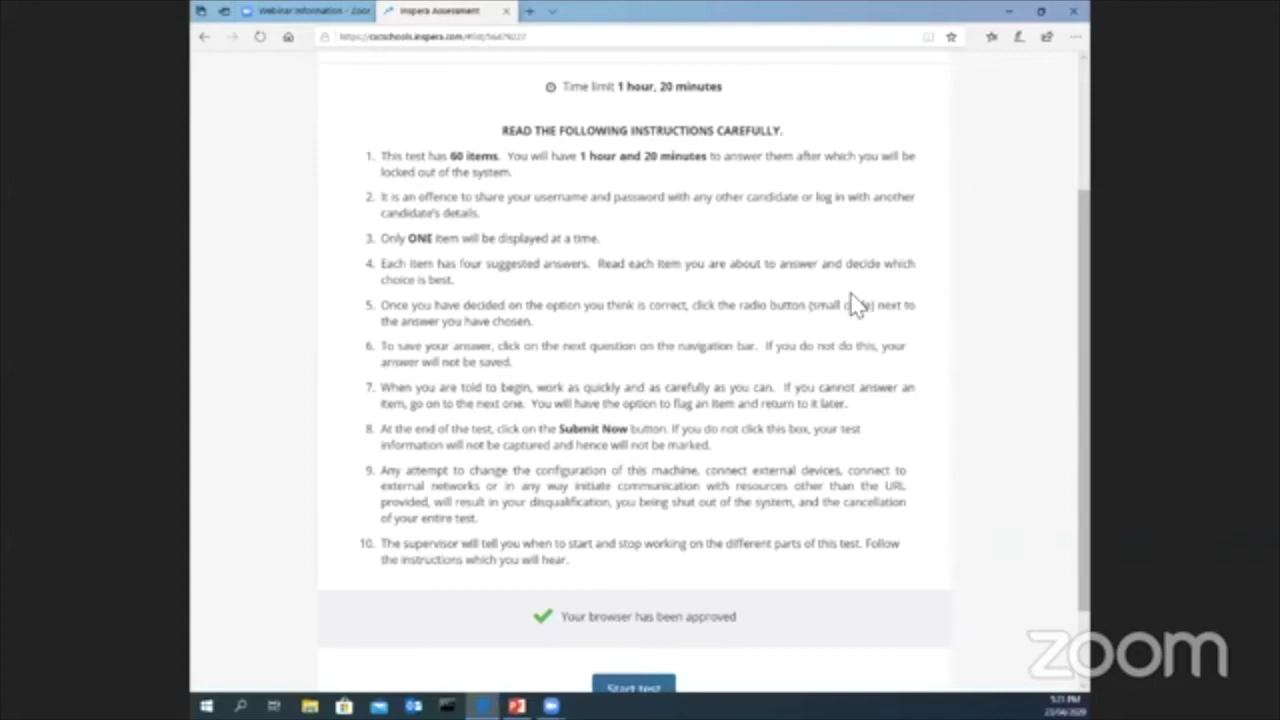 Webinar Information - Zoom
Inspera Assessment
https://cxcschools.inspera.com/
Time limit 1 hour, 20 minutes
READ THE FOLLOWING INSTRUCTIONS CAREFULLY.
1. This test has 60 items. You will have 1 hour and 20 minutes to answer them after which you will be
locked out of the system.
2. It is an offence to share your username and password with any other candidate or log in with another
candidate's details.
3. Only ONE item will be displayed at a time.
4. Each item has four suggested answers. Read each item you are about to answer and decide which
choice is best.
5. Once you have decided on the option you think is correct, click the radio button (small next to
the answer you have chosen.
6. To save your answer, click on the next question on the navigation bar. If you do not do this, your
answer will not be saved.
7. When you are told to begin, work as quickly and as carefully as you can. If you cannot answer an
item, go on to the next one. You will have the option to flag an item and return to it later.
8. At the end of the test, click on the Submit Now button. If you do not click this box, your test
information will not be captured and hence will not be marked.
9. Any attempt to change the configuration of this machine, connect external devices, connect to
external networks or in any way initiate communication with resources other than the URL
provided, will result in your disqualification, you being shut out of the system, and the cancellation
of your entire test.
10. The supervisor will tell you when to start and stop working on the different parts of this test. Follow
the instructions which you will hear.
Your browser has been approved
Start test
zoom
5:21 PM
23/04/2020